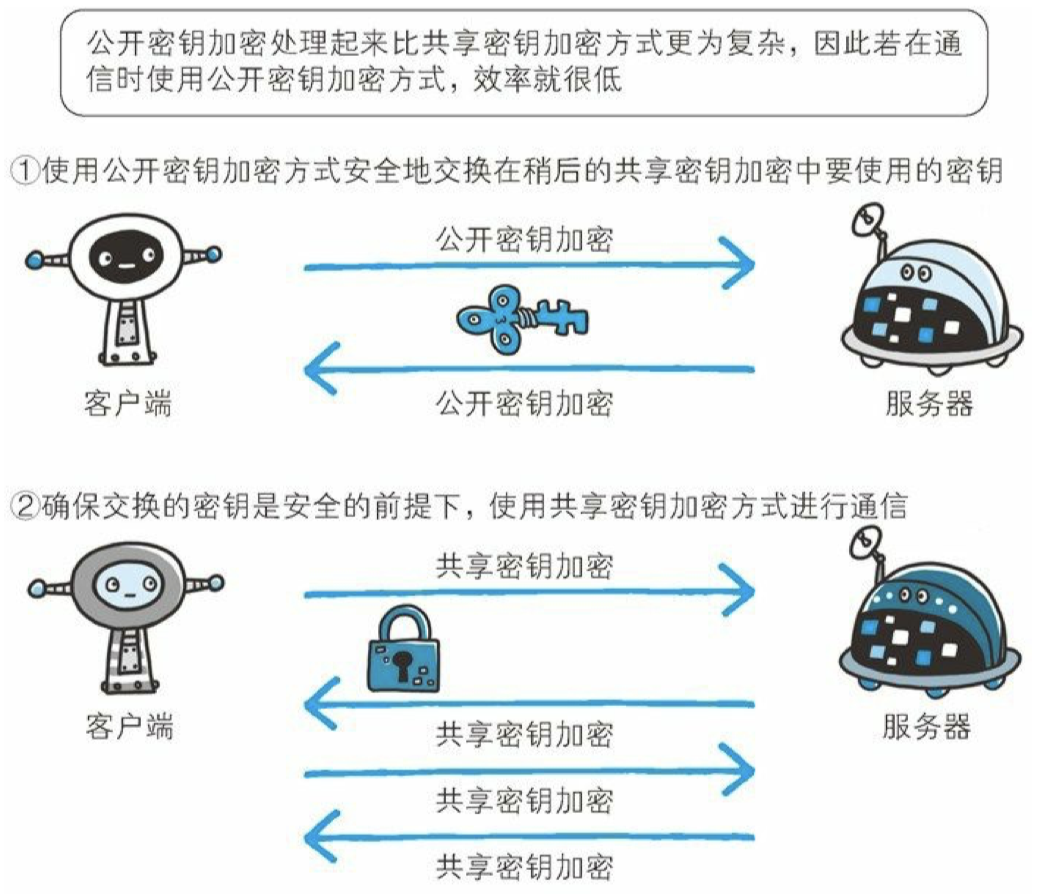 公开密钥加密处理起来比共享密钥加密方式更为复杂，因此若在通
信时使用公开密钥加密方式，效率就很低
①使用公开密钥加密方式安全地交换在稍后的共享密钥加密中要使用的密钥
公开密钥加密
公开密钥加密
客户端
服务器
②确保交换的密钥是安全的前提下，使用共享密钥加密方式进行通信
共享密钥加密
客户端
服务器
共享密钥加密
共享密钥加密
共享密钥加密